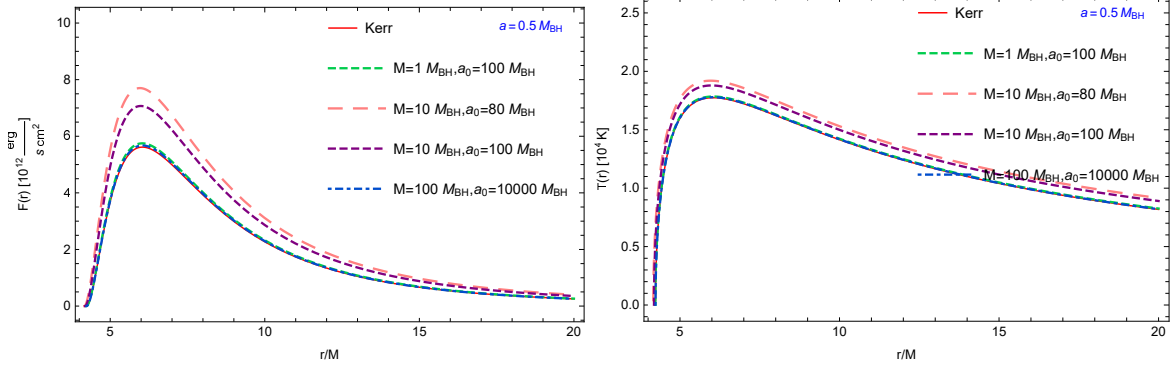 10
8
6
4
2
0
F(r) [10^12 erg / s cm^2]
5
10
15
20
r/M
Kerr
a = 0.5 M_BH
M=1 M_BH,a_0=100 M_BH
M=10 M_BH,a_0=80 M_BH
M=10 M_BH,a_0=100 M_BH
M=100 M_BH,a_0=10000 M_BH
2.5
2.0
1.5
1.0
0.5
0.0
T(r) [10^4 K]
5
10
15
20
r/M
Kerr
a = 0.5 M_BH
M=1 M_BH,a_0=100 M_BH
M=10 M_BH,a_0=80 M_BH
M=10 M_BH,a_0=100 M_BH
M=100 M_BH,a_0=10000 M_BH